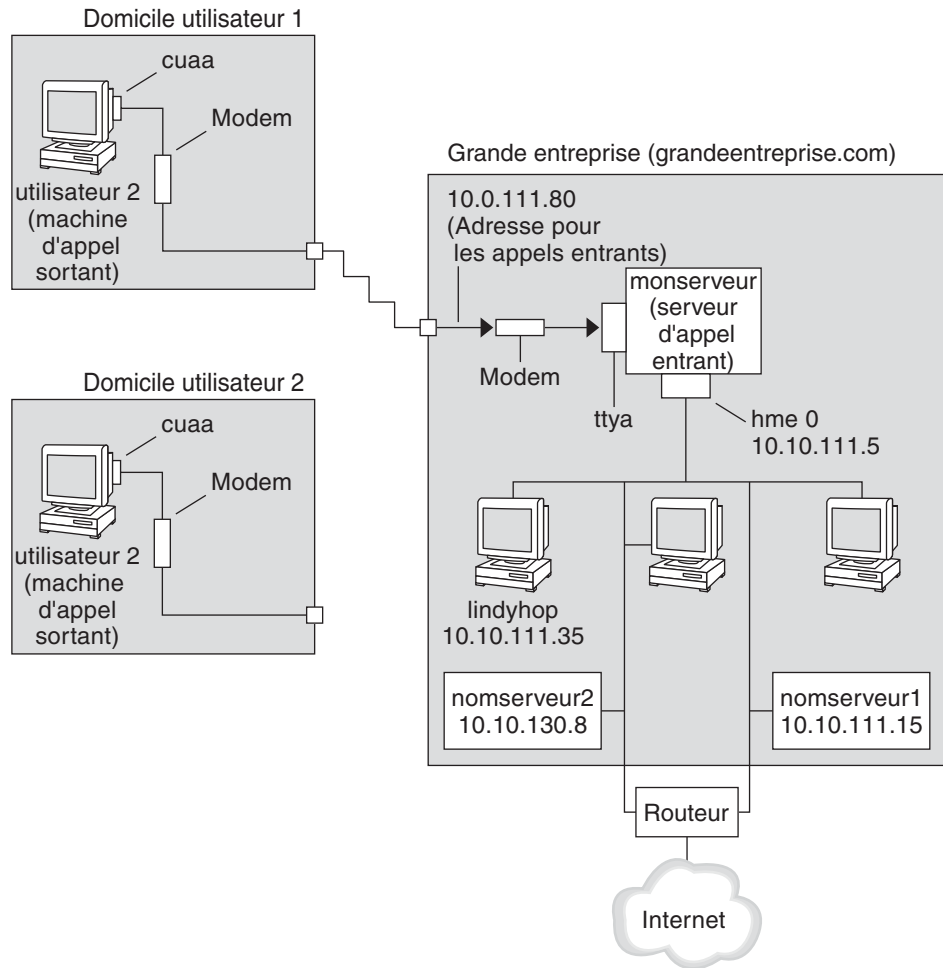 Domicile utilisateur 1
cuaa
Modem
utilisateur 2
(machine
d'appel
sortant)
Grande entreprise (grandeentreprise.com)
10.0.111.80
(Adresse pour
les appels entrants)
monserveur
(serveur
d'appel
entrant)
Modem
ttya
hme 0
10.10.111.5
Domicile utilisateur 2
cuaa
Modem
utilisateur 2
(machine
d'appel
sortant)
lindyhop
10.10.111.35
nomserveur2
10.10.130.8
nomserveur1
10.10.111.15
Routeur
Internet